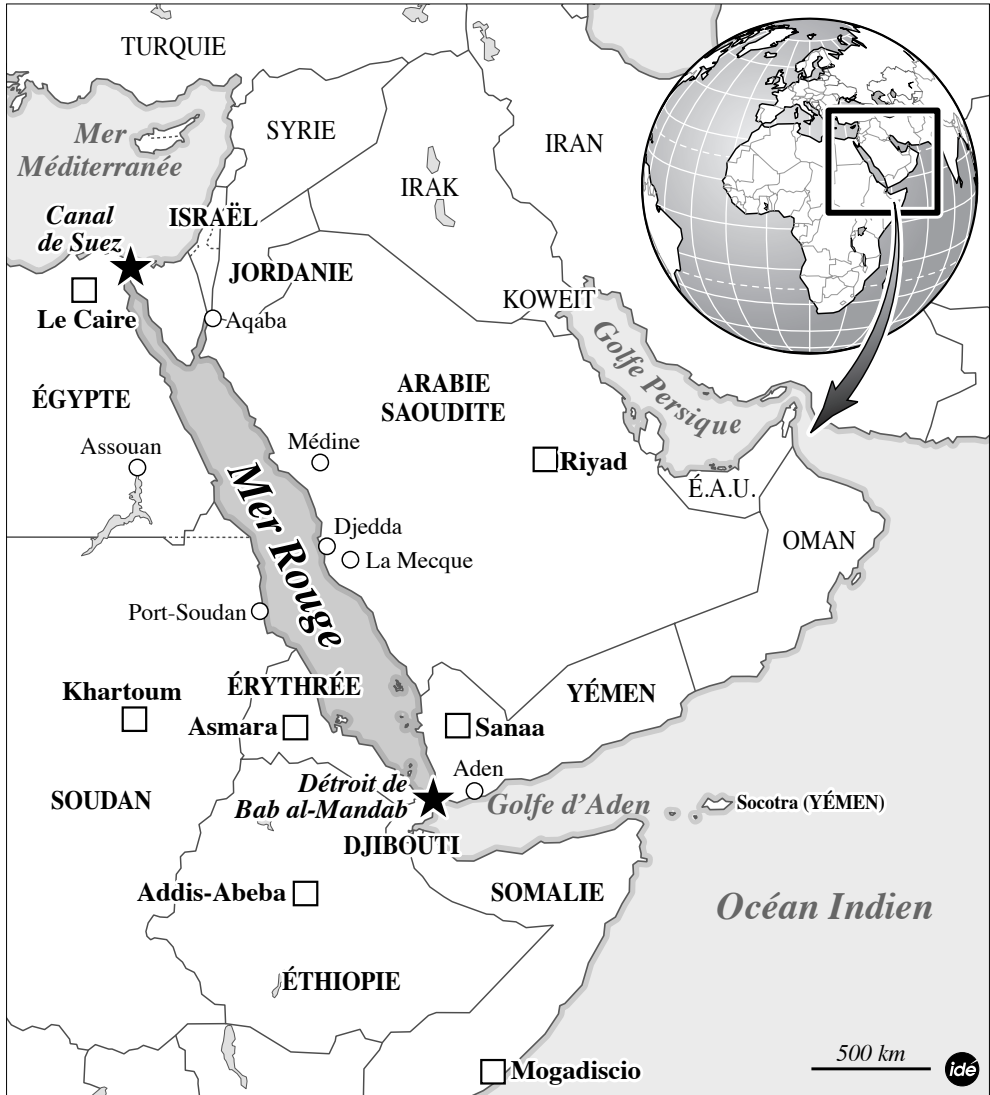 TURQUIE
Mer
Méditerranée
SYRIE
IRAN
IRAK
Canal
de Suez
ISRAËL
JORDANIE
KOWEIT
Le Caire
Aqaba
Golfe Persique
ÉGYPTE
ARABIE
SAOUDITE
Assouan
Médine
Riyad
É.A.U.
Mer Rouge
Djedda
La Mecque
OMAN
Port-Soudan
Khartoum
ÉRYTHRÉE
YÉMEN
Asmara
Sanaa
SOUDAN
Détroit de
Bab al-Mandab
Aden
Golfe d’Aden
Socotra (YÉMEN)
DJIBOUTI
Addis-Abeba
SOMALIE
Océan Indien
ÉTHIOPIE
Mogadiscio
500 km
idé